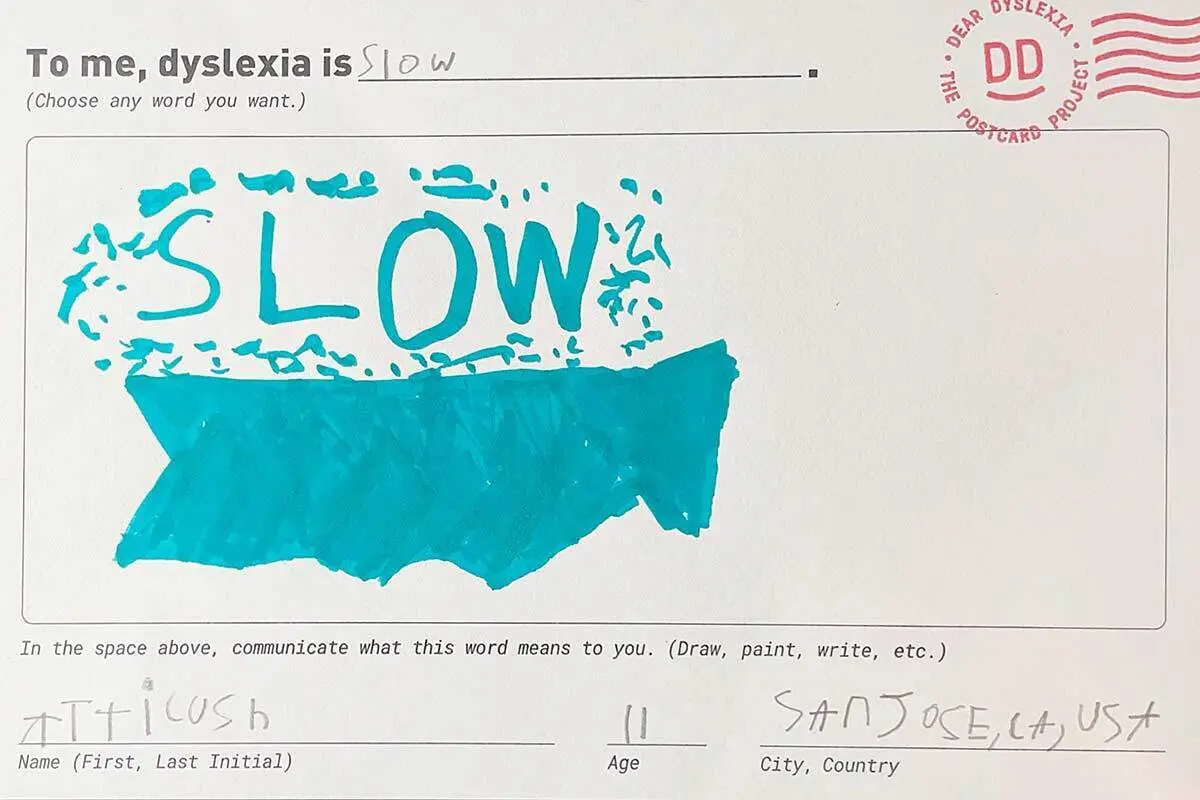 To me, dyslexia is Slow.
(Choose any word you want.)
• DEAR DYSLEXIA • THE POSTCARD PROJECT
DD
SLOW
In the space above, communicate what this word means to you. (Draw, paint, write, etc.)
ATTiCUS h
11
SAN JOSE, CA, USA
Name (First, Last Initial)
Age
City, Country